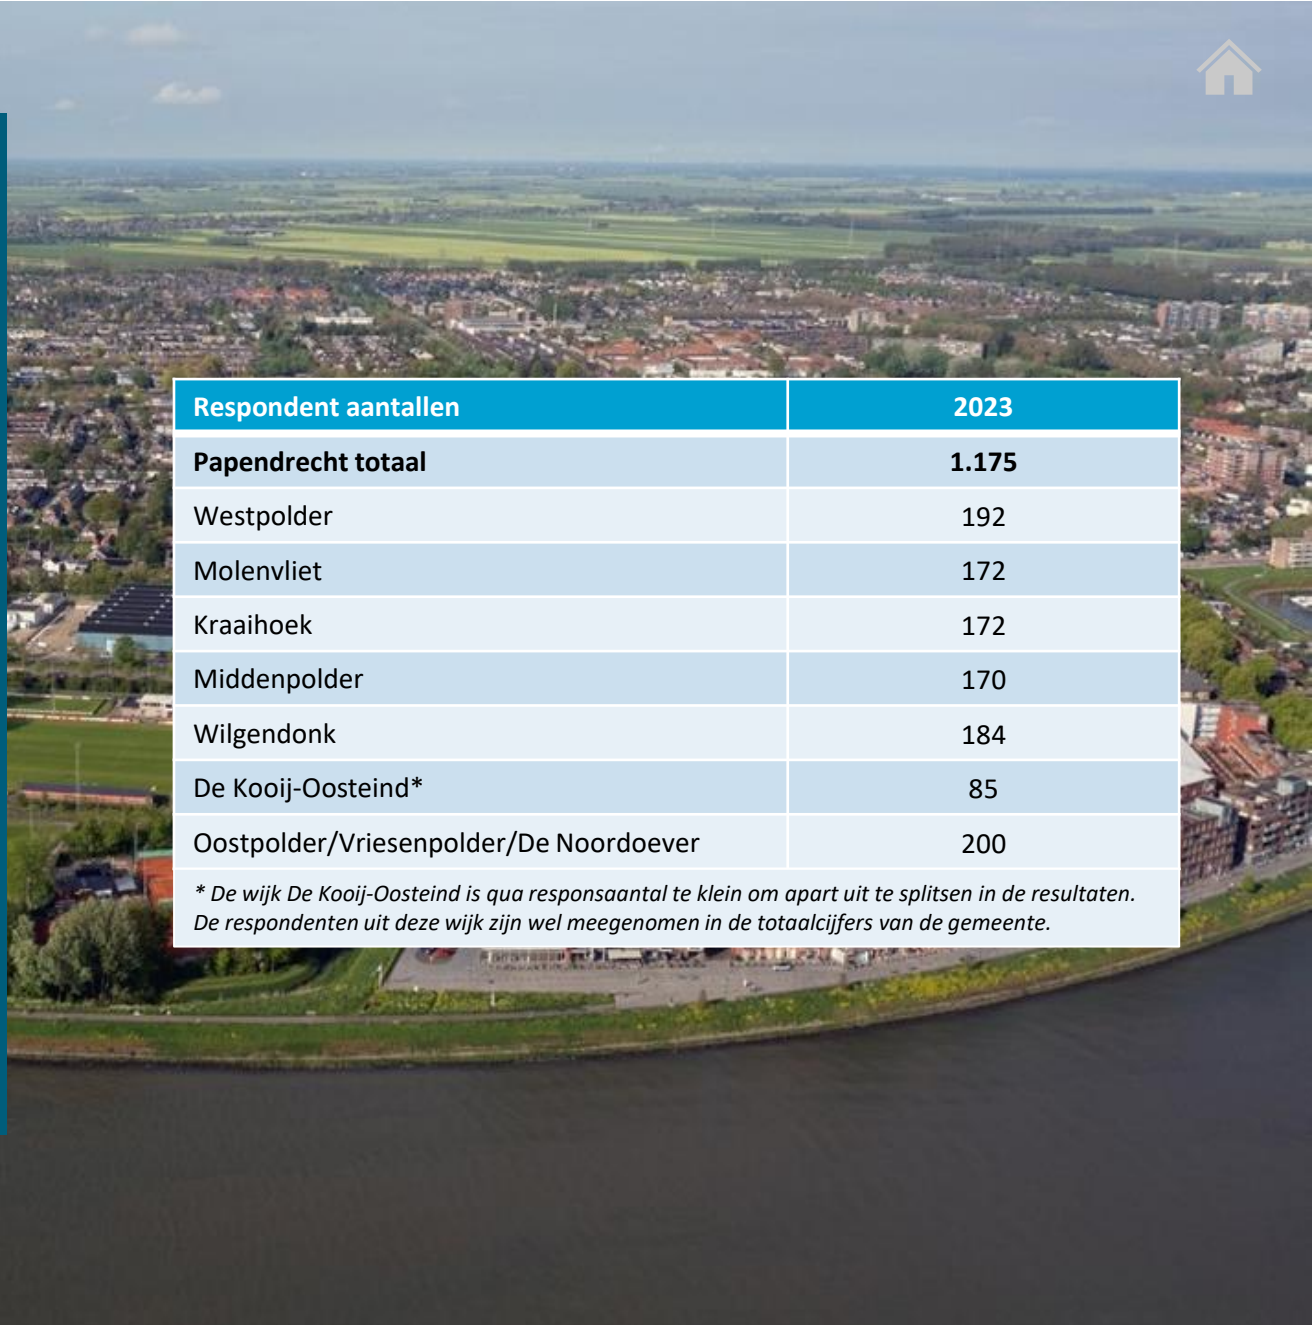 Respondent aantallen 2023
Papendrecht totaal 1.175
Westpolder 192
Molenvliet 172
Kraaihoek 172
Middenpolder 170
Wilgendonk 184
De Kooij-Oosteind* 85
Oostpolder/Vriesenpolder/De Noordoever 200
* De wijk De Kooij-Oosteind is qua responsaantal te klein om apart uit te splitsen in de resultaten.
De respondenten uit deze wijk zijn wel meegenomen in de totaalcijfers van de gemeente.